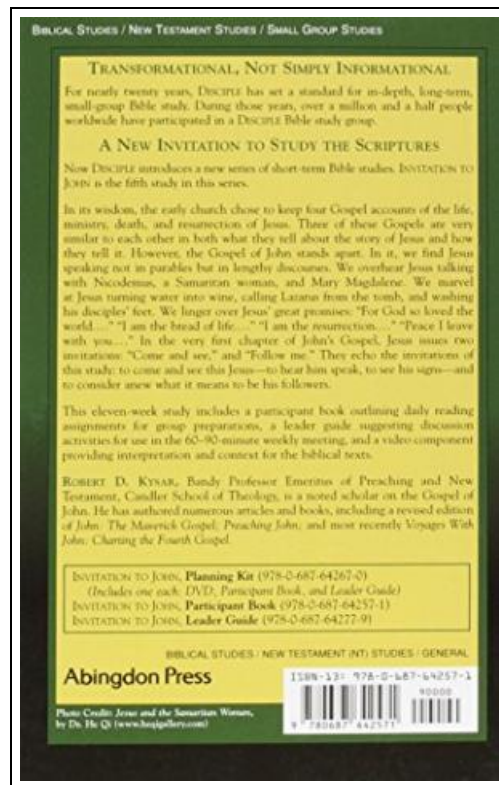 BIBLICAL STUDIES / NEW TESTAMENT STUDIES / SMALL GROUP STUDIES
TRANSFORMATIONAL, NOT SIMPLY INFORMATIONAL
For nearly twenty years, DISCIPLE has set a standard for in-depth, long-term,
small-group Bible study. During those years, over a million and a half people
worldwide have participated in a DISCIPLE Bible study group.
A NEW INVITATION TO STUDY THE SCRIPTURES
Now DISCIPLE introduces a new series of short-term Bible studies. INVITATION TO
JOHN is the fifth study in this series.
In its wisdom, the early church chose to keep four Gospel accounts of the life,
ministry, death, and resurrection of Jesus. Three of these Gospels are very
similar to each other in both what they tell about the story of Jesus and how
they tell it. However, the Gospel of John stands apart. In it, we find Jesus
speaking not in parables but in lengthy discourses. We overhear Jesus talking
with Nicodemus, a Samaritan woman, and Mary Magdalene. We marvel
at Jesus turning water into wine, calling Lazarus from the tomb, and washing
his disciples' feet. We linger over Jesus' great promises: "For God so loved the
world...." "I am the bread of life...." "I am the resurrection...." "Peace I leave
with you...." In the very first chapter of John's Gospel, Jesus issues two
invitations: "Come and see," and "Follow me." They echo the invitations of
this study: to come and see this Jesus—to hear him speak, to see his signs—and
to consider anew what it means to be his followers.
This eleven-week study includes a participant book outlining daily reading
assignments for group preparations, a leader guide suggesting discussion
activities for use in the 60–90-minute weekly meeting, and a video component
providing interpretation and context for the biblical texts.
ROBERT D. KYSAR, Bandy Professor Emeritus of Preaching and New
Testament, Candler School of Theology, is a noted scholar on the Gospel of
John. He has authored numerous articles and books, including a revised edition
of John: The Maverick Gospel; Preaching John; and most recently Voyages With
John: Charting the Fourth Gospel.
INVITATION TO JOHN, Planning Kit (978-0-687-64267-0)
(Includes one each: DVD, Participant Book, and Leader Guide)
INVITATION TO JOHN, Participant Book (978-0-687-64257-1)
INVITATION TO JOHN, Leader Guide (978-0-687-64277-9)
BIBLICAL STUDIES / NEW TESTAMENT (NT) STUDIES / GENERAL
Abingdon Press
ISBN-13: 978-0-687-64257-1
90000
9 780687 642571
Photo Credit: Jesus and the Samaritan Woman,
by Dr. He Qi (www.heqigallery.com)